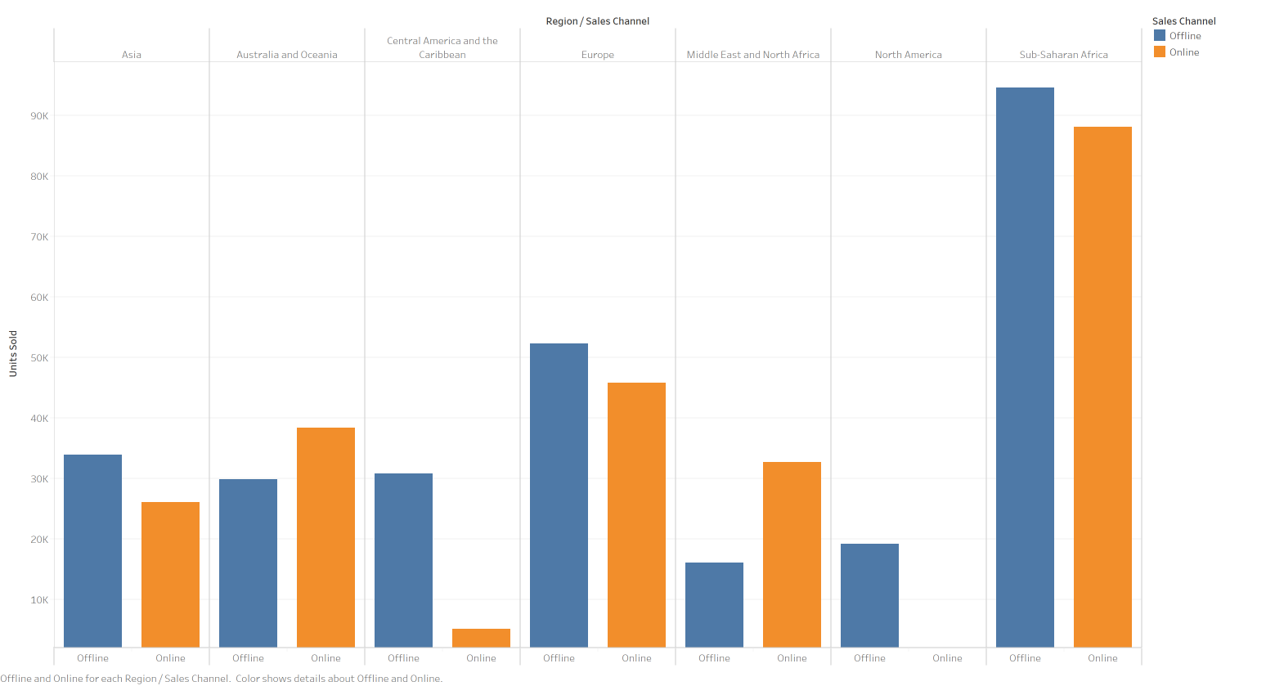 Region / Sales Channel
Sales Channel
Offline
Online
Asia
Australia and Oceania
Central America and the
Caribbean
Europe
Middle East and North Africa
North America
Sub-Saharan Africa
Units Sold
90K
80K
70K
60K
50K
40K
30K
20K
10K
Offline Online Offline Online Offline Online Offline Online Offline Online Offline Online Offline Online
Offline and Online for each Region / Sales Channel. Color shows details about Offline and Online.